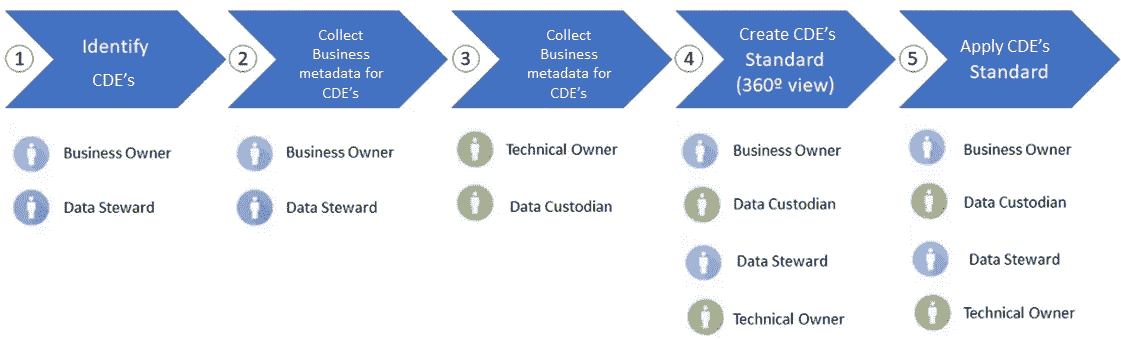 1
Identify
CDE's
Business Owner
Data Steward
2
Collect
Business
metadata for
CDE's
Business Owner
Data Steward
3
Collect
Business
metadata for
CDE's
Technical Owner
Data Custodian
4
Create CDE's
Standard
(360º view)
Business Owner
Data Custodian
Data Steward
Technical Owner
5
Apply CDE's
Standard
Business Owner
Data Custodian
Data Steward
Technical Owner